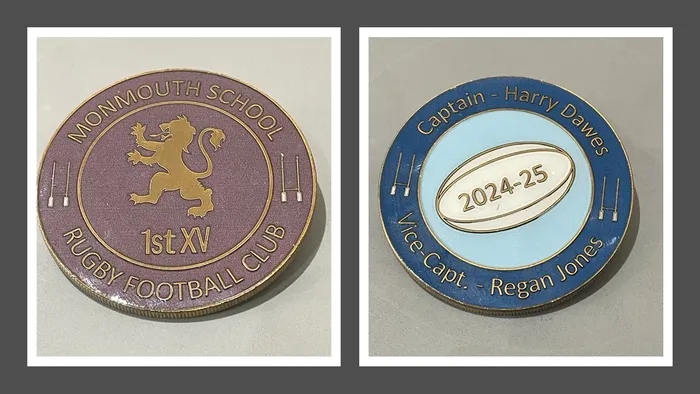 MONMOUTH SCHOOL
1st XV
RUGBY FOOTBALL CLUB
Captain - Harry Dawes
2024-25
Vice-Capt. - Regan Jones